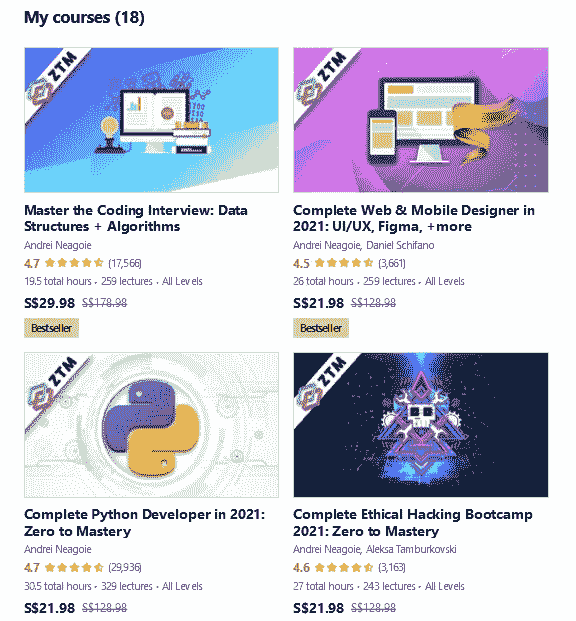 My courses (18)
ZTM
ZTM
Master the Coding Interview: Data
Structures + Algorithms
Andrei Neagoie
4.7 (17,566)
19.5 total hours • 259 lectures • All Levels
S$29.98 S$178.98
Bestseller
Complete Web & Mobile Designer in
2021: UI/UX, Figma, +more
Andrei Neagoie, Daniel Schifano
4.5 (3,661)
26 total hours • 259 lectures • All Levels
S$21.98 S$128.98
Bestseller
ZTM
ZTM
Complete Python Developer in 2021:
Zero to Mastery
Andrei Neagoie
4.7 (29,936)
30.5 total hours • 329 lectures • All Levels
S$21.98 S$128.98
Complete Ethical Hacking Bootcamp
2021: Zero to Mastery
Andrei Neagoie, Aleksa Tamburkovski
4.6 (3,163)
27 total hours • 243 lectures • All Levels
S$21.98 S$128.98